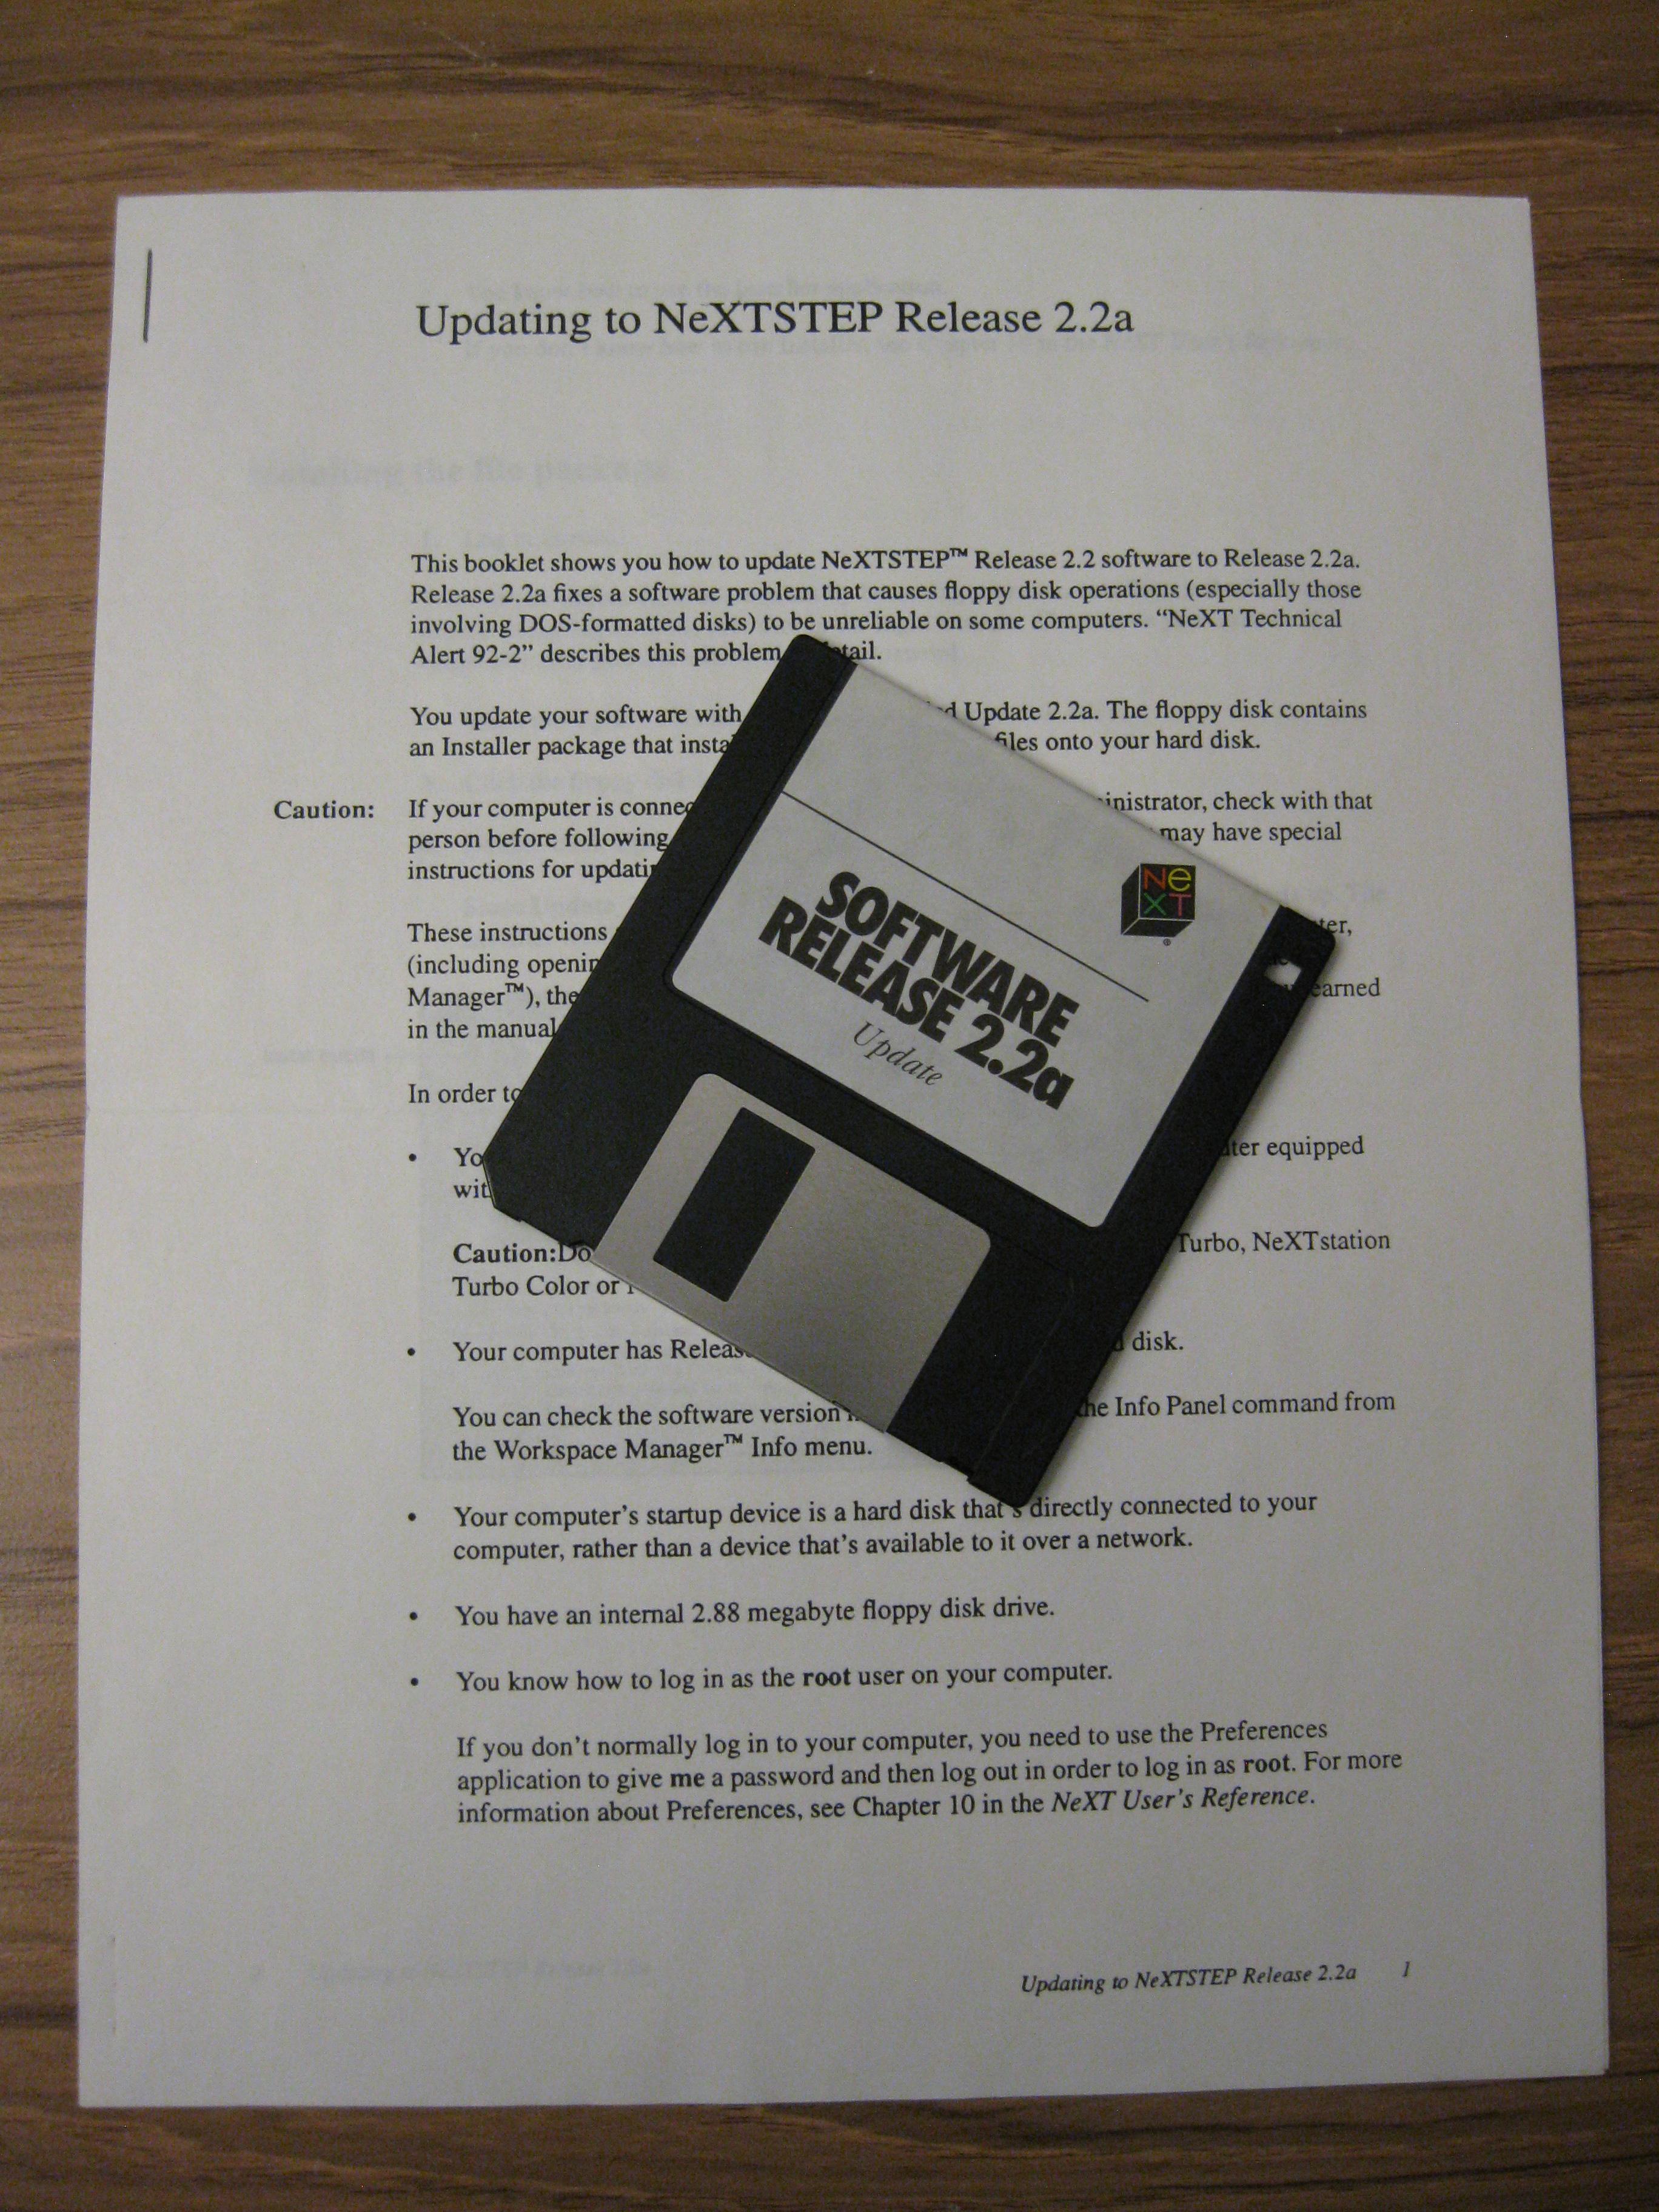 Updating to NeXTSTEP Release 2.2a
This booklet shows you how to update NeXTSTEP™ Release 2.2 software to Release 2.2a.
Release 2.2a fixes a software problem that causes floppy disk operations (especially those
involving DOS-formatted disks) to be unreliable on some computers. “NeXT Technical
Alert 92-2” describes this problem
You update your software with Update 2.2a. The floppy disk contains
an Installer package that files onto your hard disk.
Caution: If your computer is check with that
person before following may have special
instructions for
These instructions
(including
Manager™),
in the manual
In order
equipped
Caution: Turbo, NeXTstation
Turbo Color or
Your computer has disk.
You can check the software version Info Panel command from
the Workspace Manager™ Info menu.
• Your computer’s startup device is a hard disk that’s directly connected to your
computer, rather than a device that’s available to it over a network.
• You have an internal 2.88 megabyte floppy disk drive.
• You know how to log in as the root user on your computer.
If you don’t normally log in to your computer, you need to use the Preferences
application to give me a password and then log out in order to log in as root. For more
information about Preferences, see Chapter 10 in the NeXT User’s Reference.
Updating to NeXTSTEP Release 2.2a 1
NeXT
SOFTWARE
RELEASE 2.2a
Update